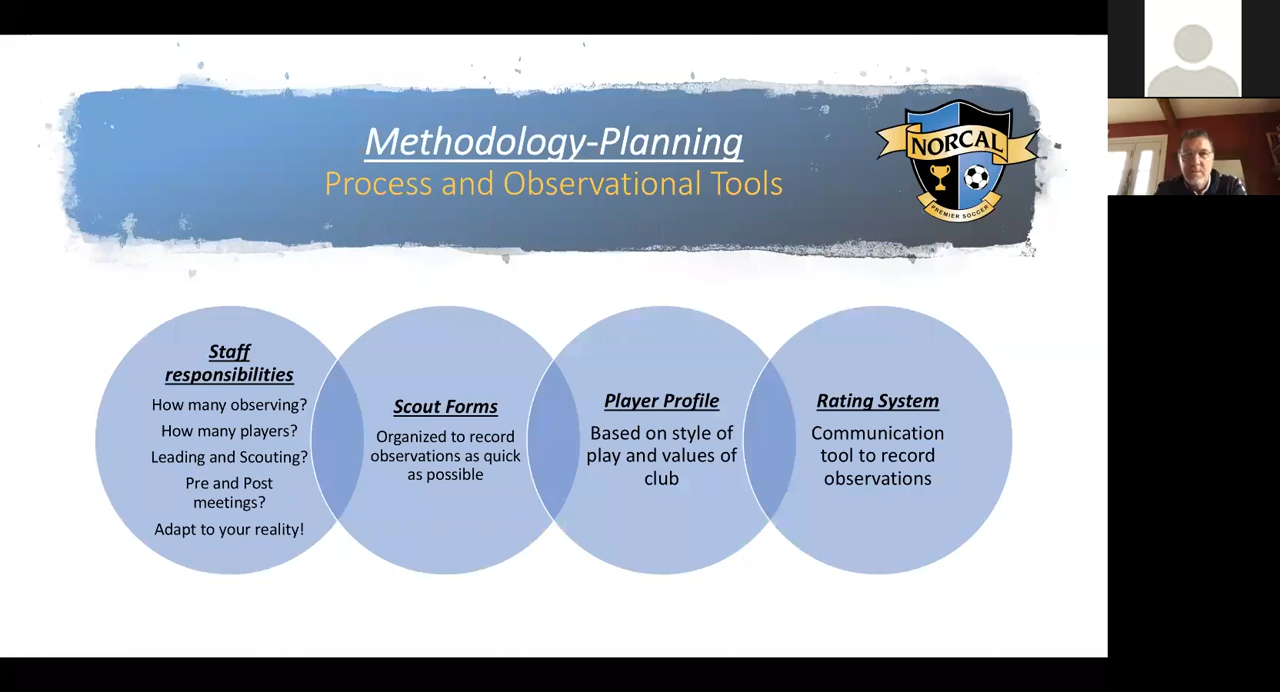 Methodology-Planning
Process and Observational Tools
NORCAL
PREMIER SOCCER
Staff
responsibilities
How many observing?
How many players?
Leading and Scouting?
Pre and Post
meetings?
Adapt to your reality!
Scout Forms
Organized to record
observations as quick
as possible
Player Profile
Based on style of
play and values of
club
Rating System
Communication
tool to record
observations